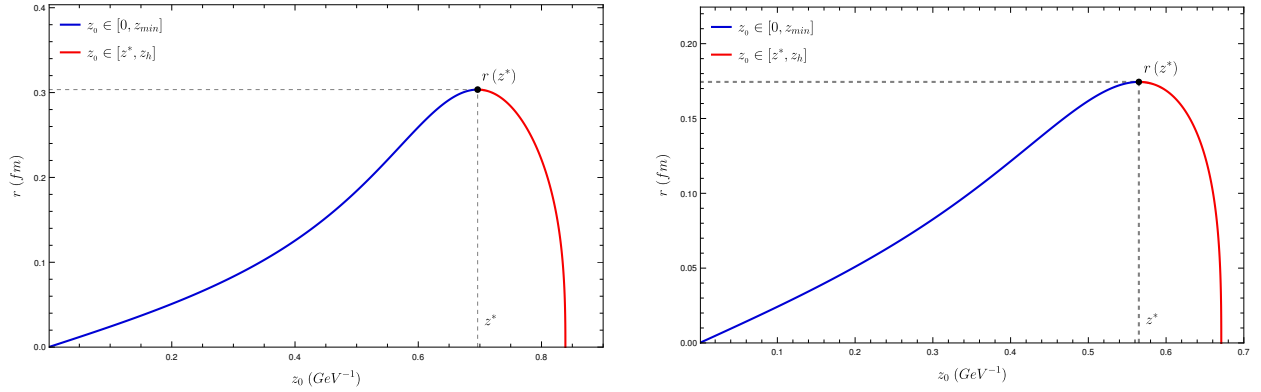 z₀ ∈ [0, z_min]
z₀ ∈ [z*, z_h]
r (z*)
z*
r (fm)
0.4
0.3
0.2
0.1
0.0
0.2
0.4
0.6
0.8
z₀ (GeV⁻¹)
z₀ ∈ [0, z_min]
z₀ ∈ [z*, z_h]
r (z*)
z*
r (fm)
0.20
0.15
0.10
0.05
0.00
0.1
0.2
0.3
0.4
0.5
0.6
0.7
z₀ (GeV⁻¹)